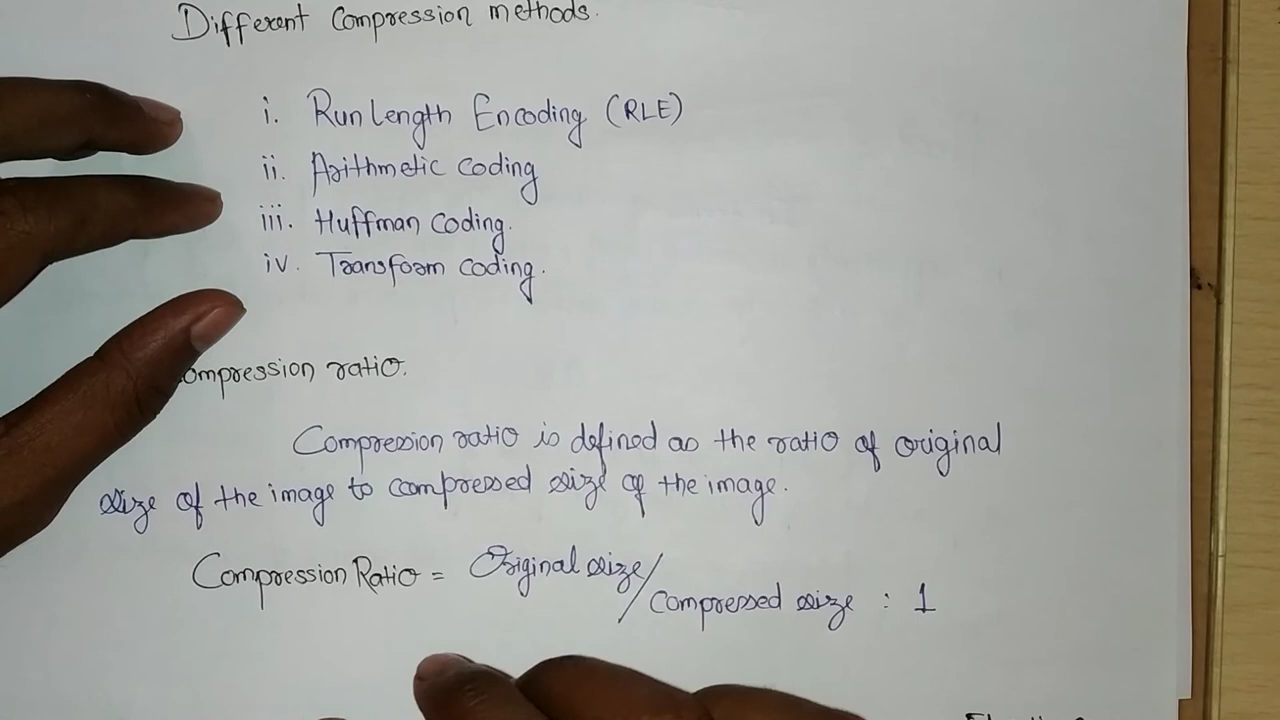 Different Compression methods.
i. Run Length Encoding (RLE)
ii. Arithmetic Coding
iii. Huffman Coding.
iv. Transform Coding.
ompression ratio.
Compression ratio is defined as the ratio of original
size of the image to compressed size of the image.
Compression Ratio = Original size/
Compressed size : 1